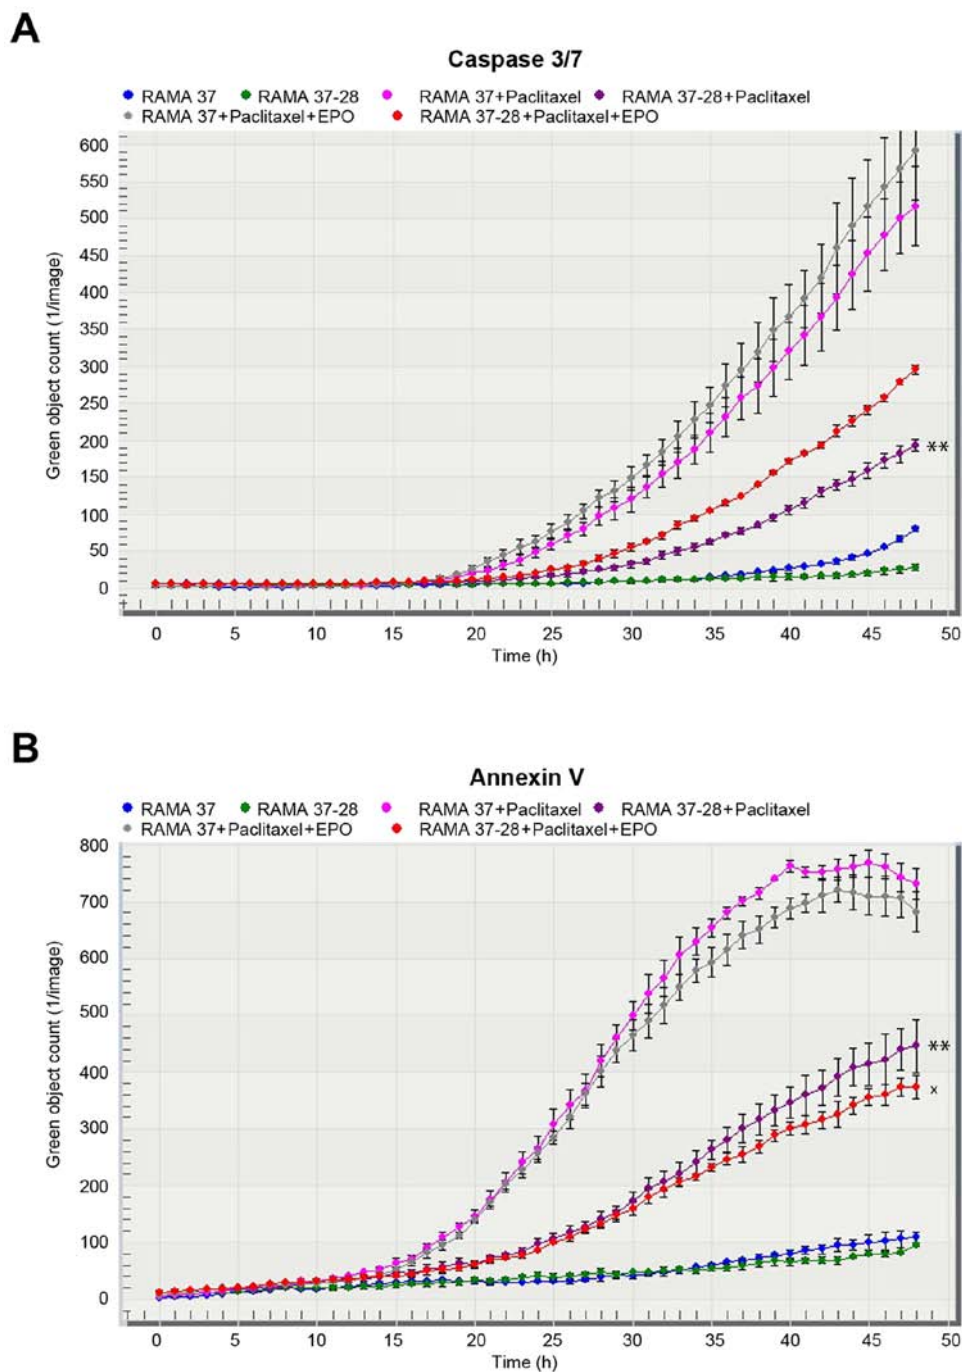 A
Caspase 3/7
RAMA 37 RAMA 37-28 RAMA 37+Paclitaxel RAMA 37-28+Paclitaxel
RAMA 37+Paclitaxel+EPO RAMA 37-28+Paclitaxel+EPO
600
550
500
450
400
350
300
250
200
150
100
50
0
Green object count (1/image)
**
0 5 10 15 20 25 30 35 40 45 50
Time (h)
B
Annexin V
RAMA 37 RAMA 37-28 RAMA 37+Paclitaxel RAMA 37-28+Paclitaxel
RAMA 37+Paclitaxel+EPO RAMA 37-28+Paclitaxel+EPO
800
700
600
500
400
300
200
100
0
Green object count (1/image)
**
x
0 5 10 15 20 25 30 35 40 45 50
Time (h)